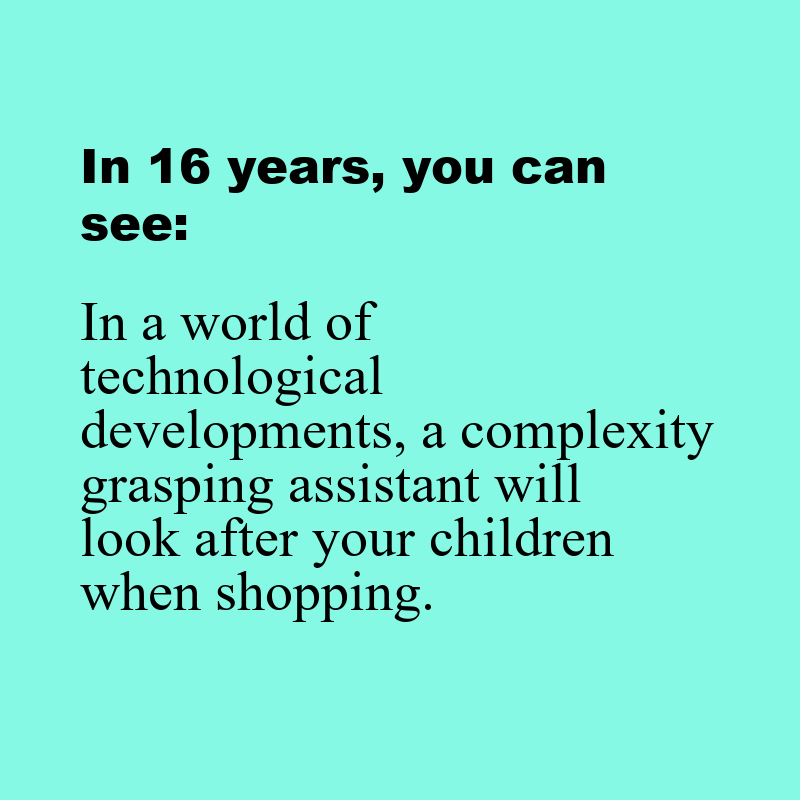 In 16 years, you can
see:
In a world of
technological
developments, a complexity
grasping assistant will
look after your children
when shopping.